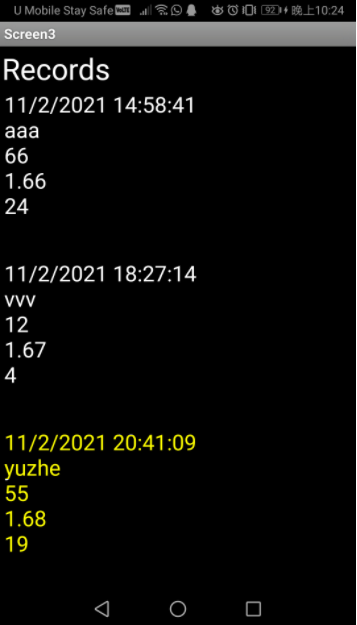 U Mobile Stay Safe VoLTE 92 晚上10:24
Screen3
Records
11/2/2021 14:58:41
aaa
66
1.66
24
11/2/2021 18:27:14
vvv
12
1.67
4
11/2/2021 20:41:09
yuzhe
55
1.68
19